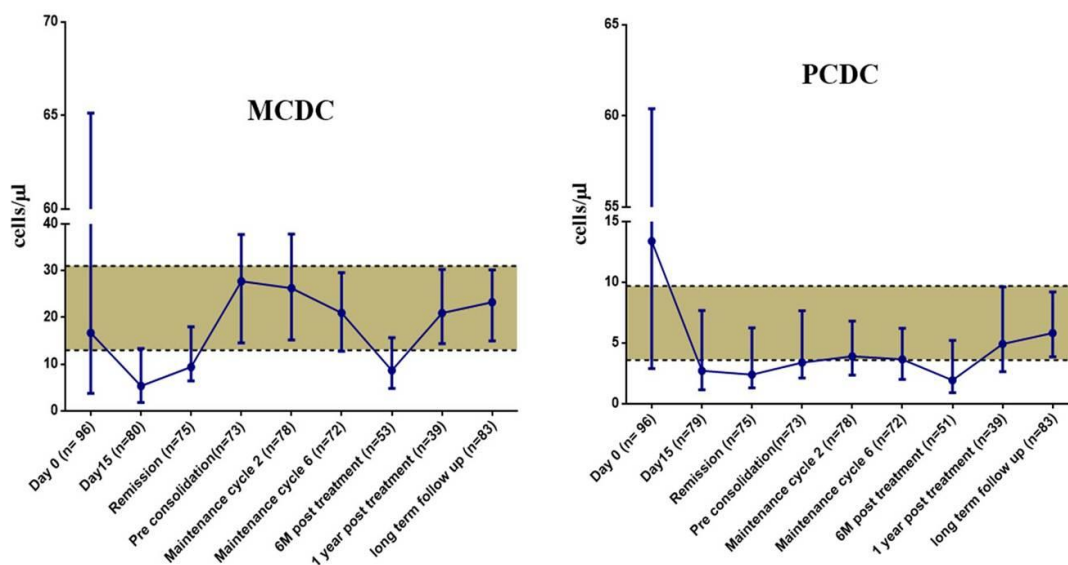 MCDC
cells/µl
70
65
60
40
30
20
10
0
Day 0 (n= 96)
Day15 (n=80)
Remission (n=75)
Pre consolidation(n=73)
Maintenance cycle 2 (n=78)
Maintenance cycle 6 (n=72)
6M post treatment (n=53)
1 year post treatment (n=39)
long term follow up (n=83)
PCDC
cells/µl
65
60
55
15
10
5
0
Day 0 (n= 96)
Day15 (n=79)
Remission (n=75)
Pre consolidation(n=73)
Maintenance cycle 2 (n=78)
Maintenance cycle 6 (n=72)
6M post treatment (n=51)
1 year post treatment (n=39)
long term follow up (n=83)